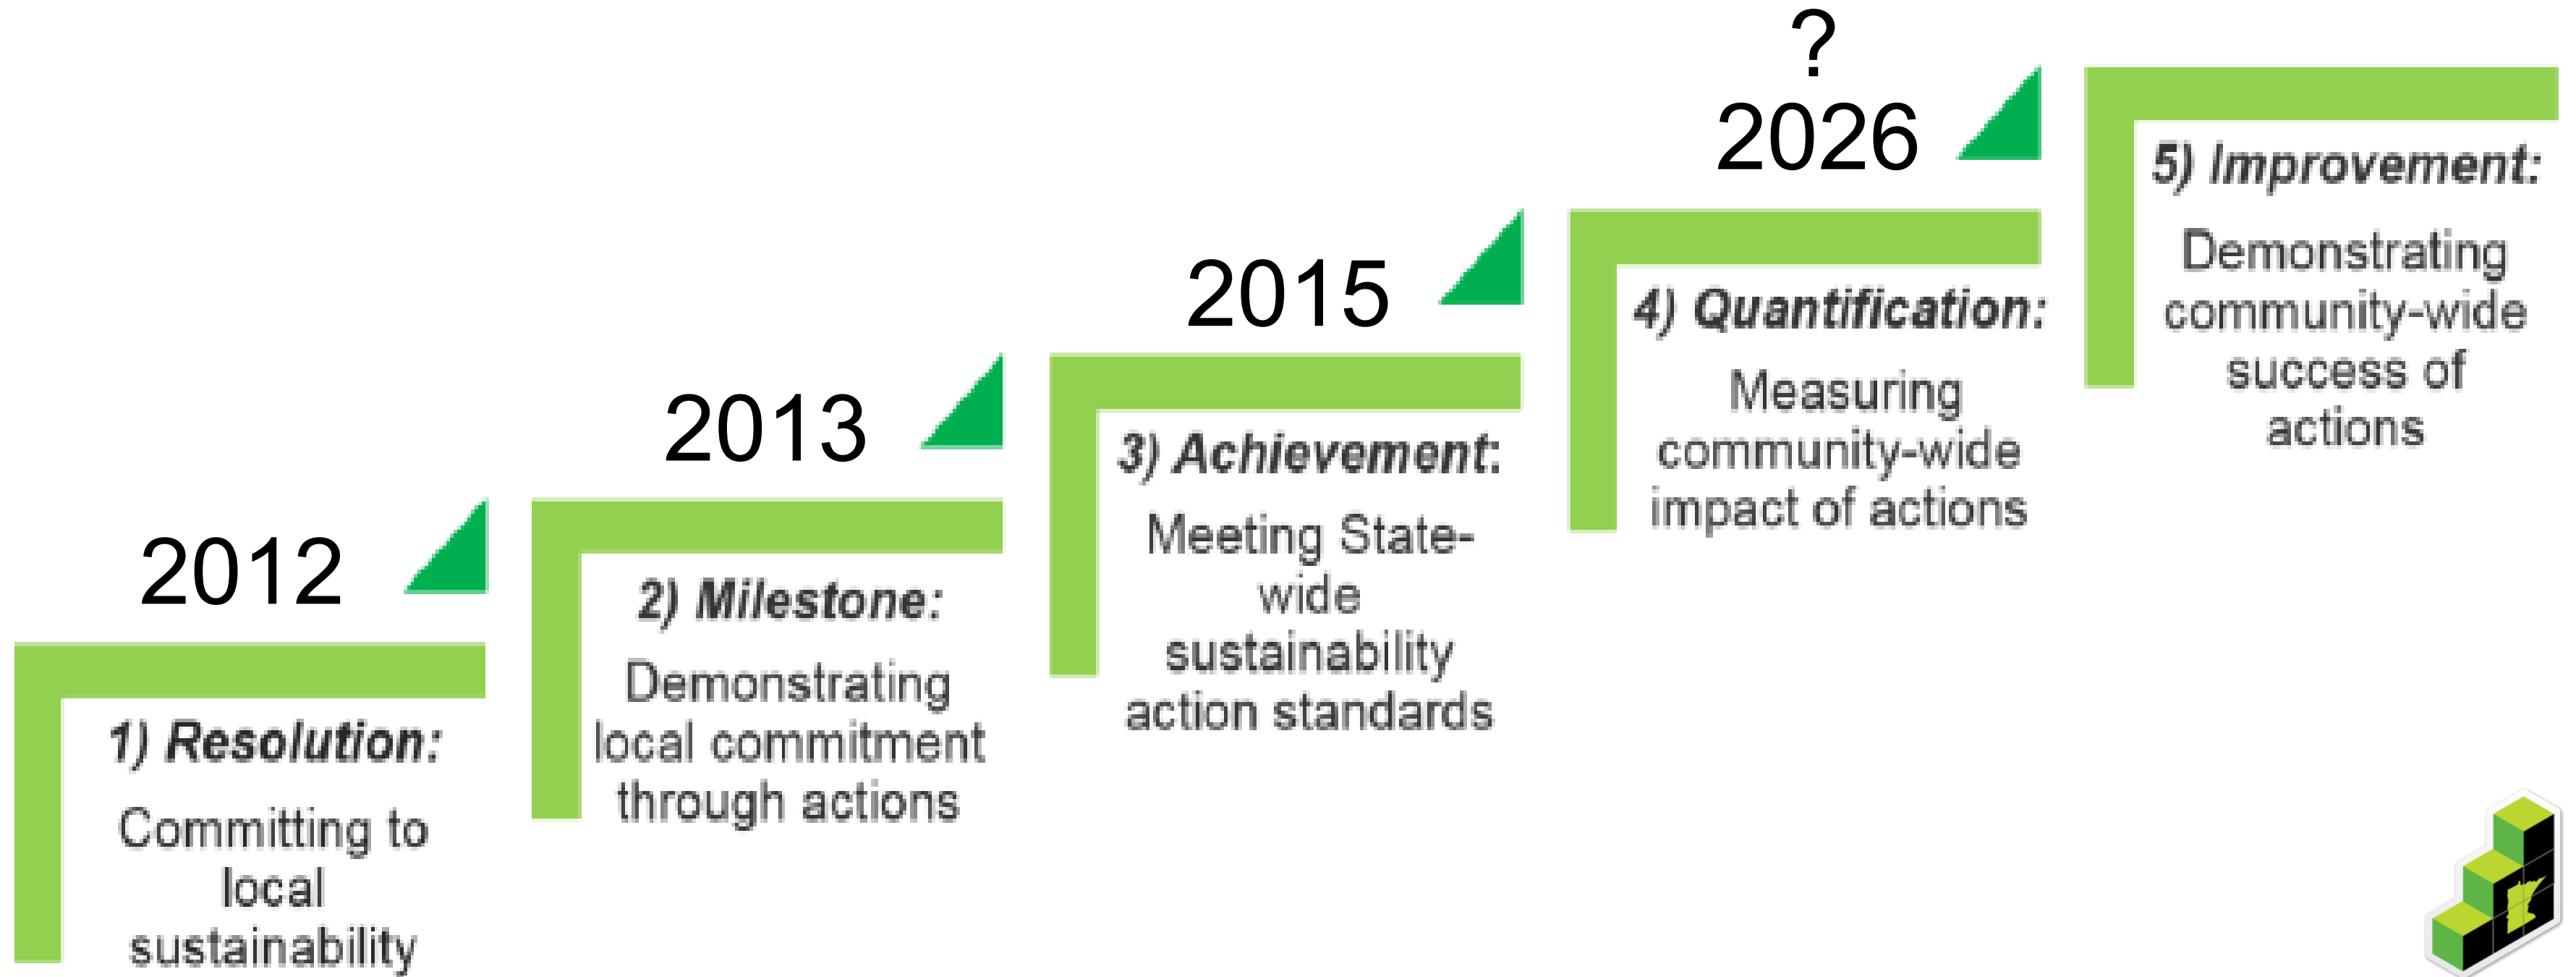 2012
1) Resolution:
Committing to
local
sustainability
2013
2) Milestone:
Demonstrating
local commitment
through actions
2015
3) Achievement:
Meeting State-
wide
sustainability
action standards
?
2026
4) Quantification:
Measuring
community-wide
impact of actions
5) Improvement:
Demonstrating
community-wide
success of
actions